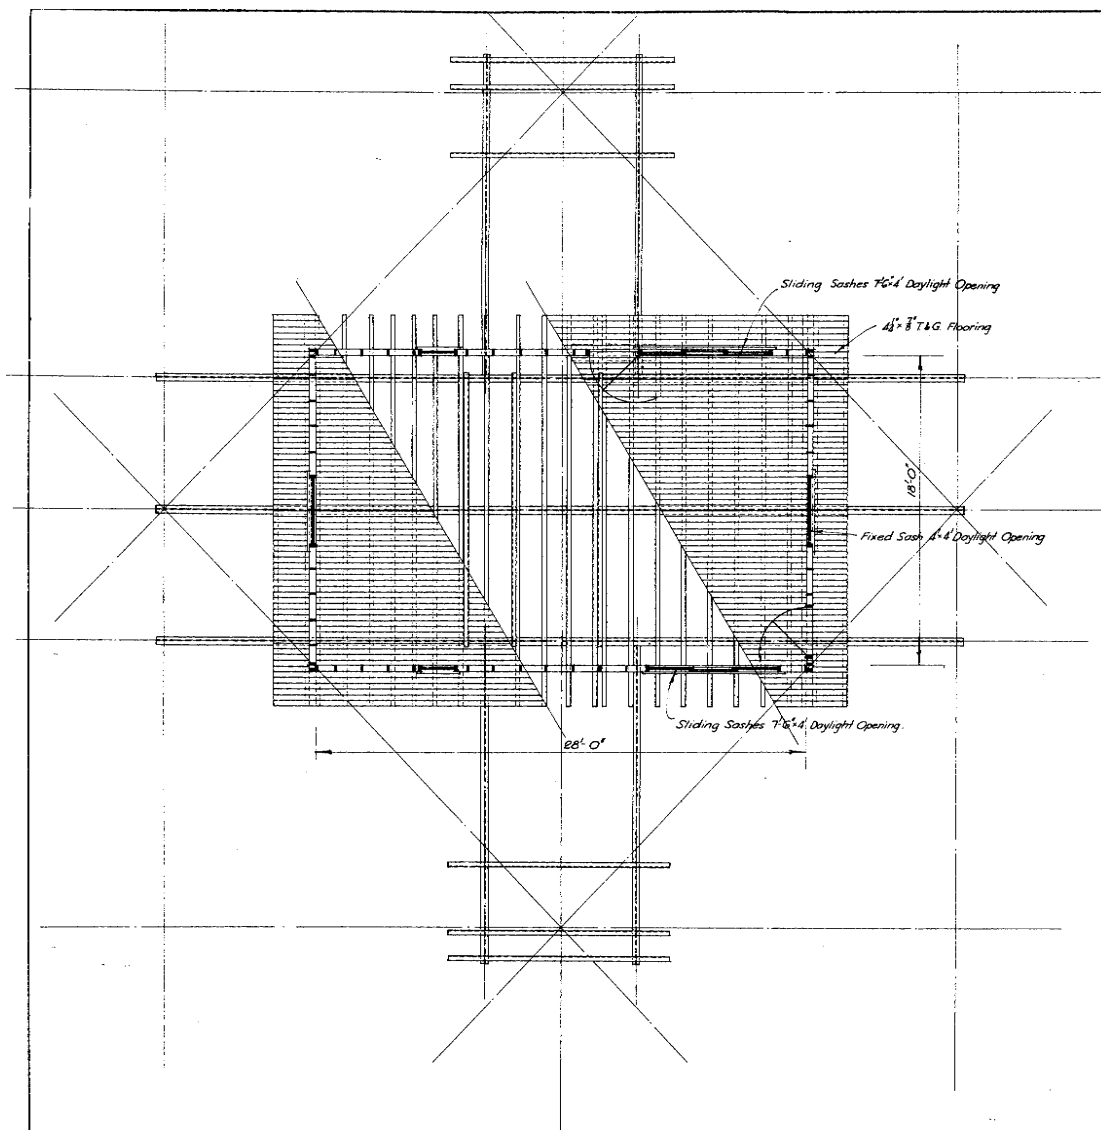 Sliding Sashes 7'-6"×4' Daylight Opening
4¼" × ⅞" T & G. Flooring
18'-0"
Fixed Sash 4'×4' Daylight Opening
Sliding Sashes 7'-6"×4' Daylight Opening.
28'-0"